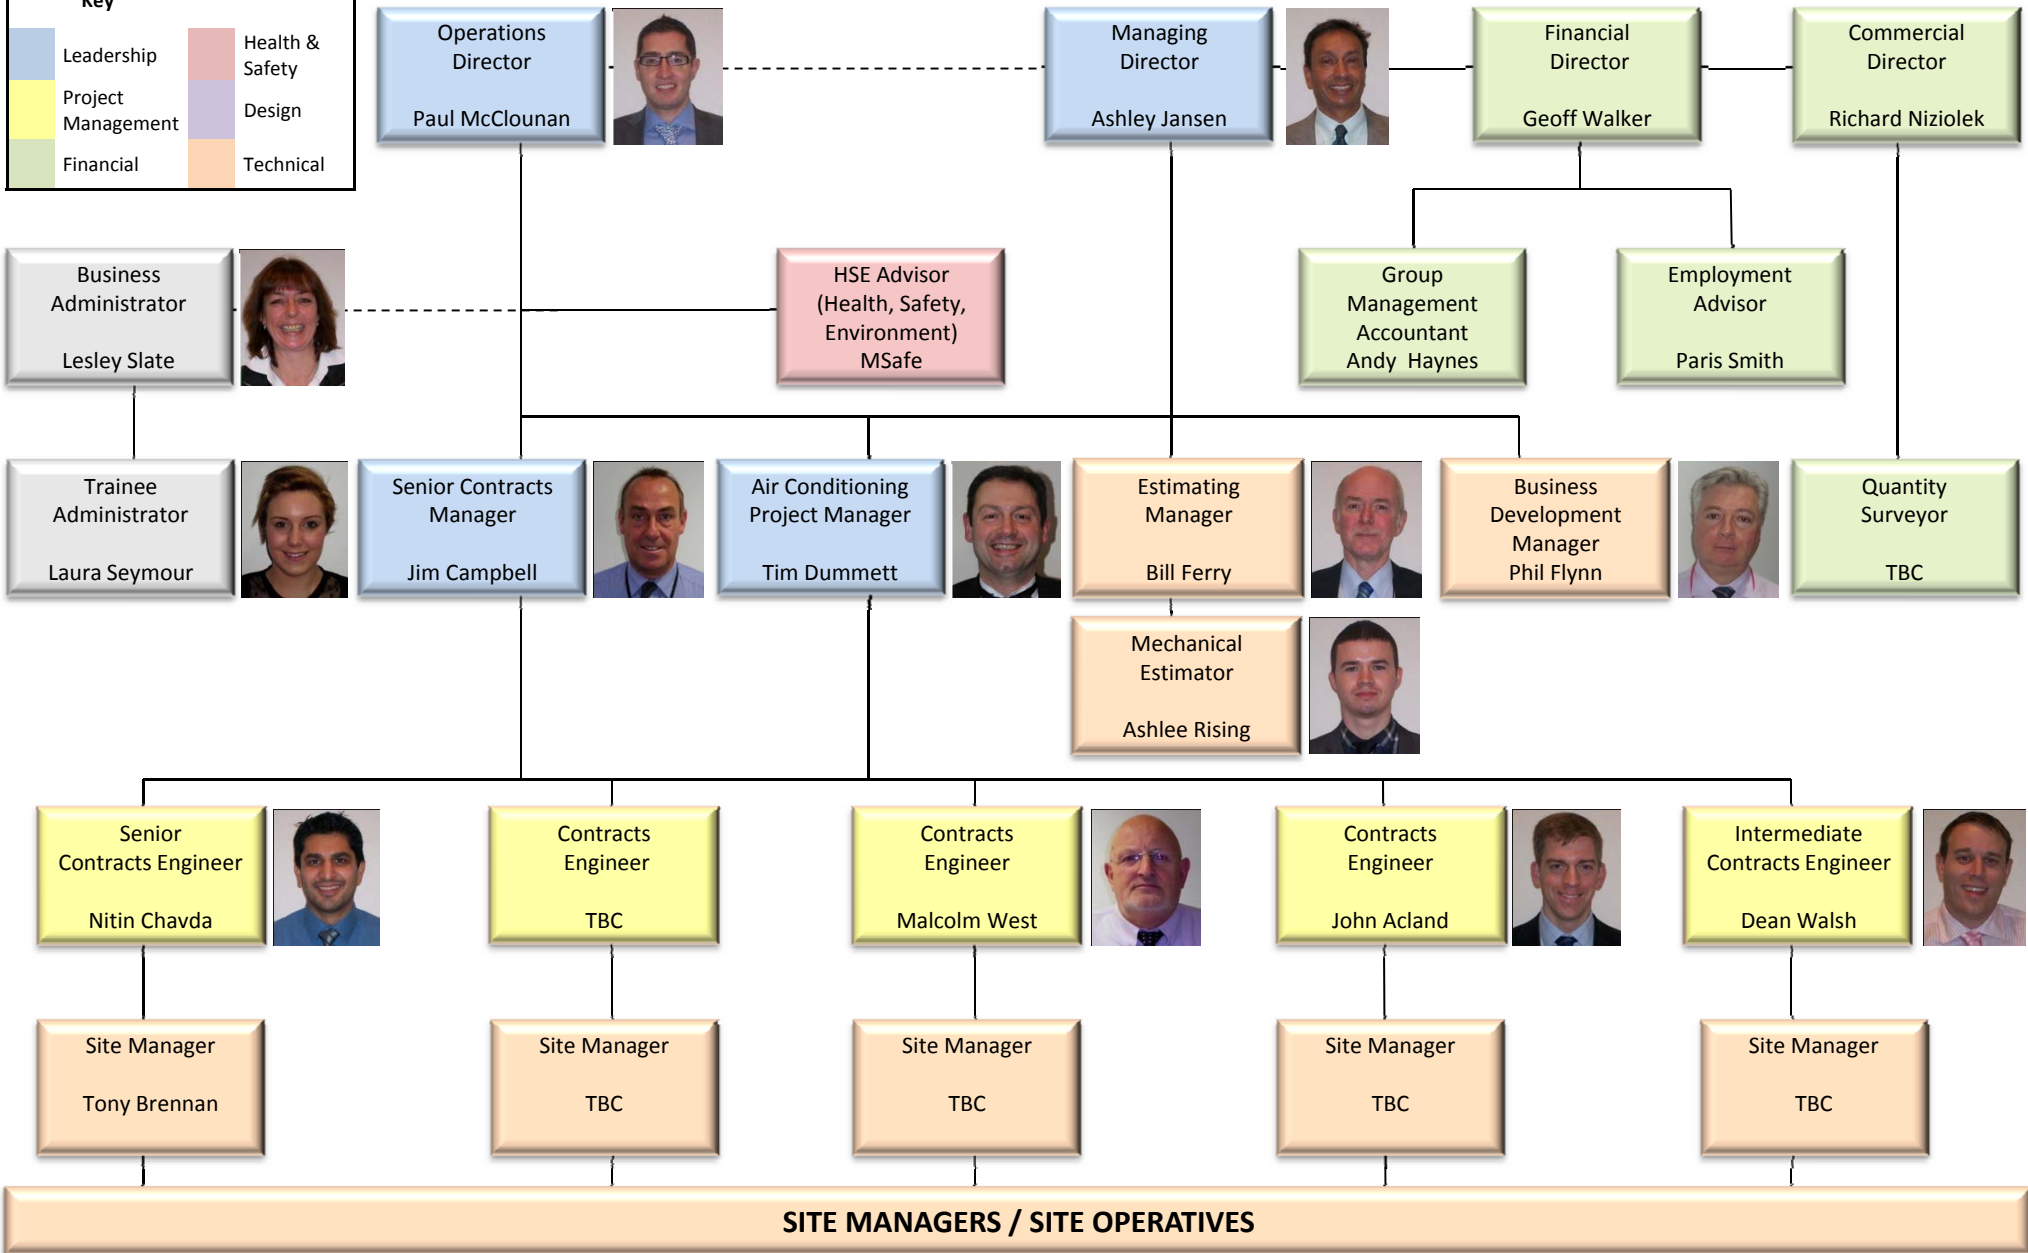 Key
Leadership
Health &
Safety
Project
Management
Design
Financial
Technical
Operations
Director
Paul McClounan
Managing
Director
Ashley Jansen
Financial
Director
Geoff Walker
Commercial
Director
Richard Niziolek
Business
Administrator
Lesley Slate
HSE Advisor
(Health, Safety,
Environment)
MSafe
Group
Management
Accountant
Andy  Haynes
Employment
Advisor
Paris Smith
Trainee
Administrator
Laura Seymour
Senior Contracts
Manager
Jim Campbell
Air Conditioning
Project Manager
Tim Dummett
Estimating
Manager
Bill Ferry
Business
Development
Manager
Phil Flynn
Quantity
Surveyor
TBC
Mechanical
Estimator
Ashlee Rising
Senior
Contracts Engineer
Nitin Chavda
Contracts
Engineer
TBC
Contracts
Engineer
Malcolm West
Contracts
Engineer
John Acland
Intermediate
Contracts Engineer
Dean Walsh
Site Manager
Tony Brennan
Site Manager
TBC
Site Manager
TBC
Site Manager
TBC
Site Manager
TBC
SITE MANAGERS / SITE OPERATIVES